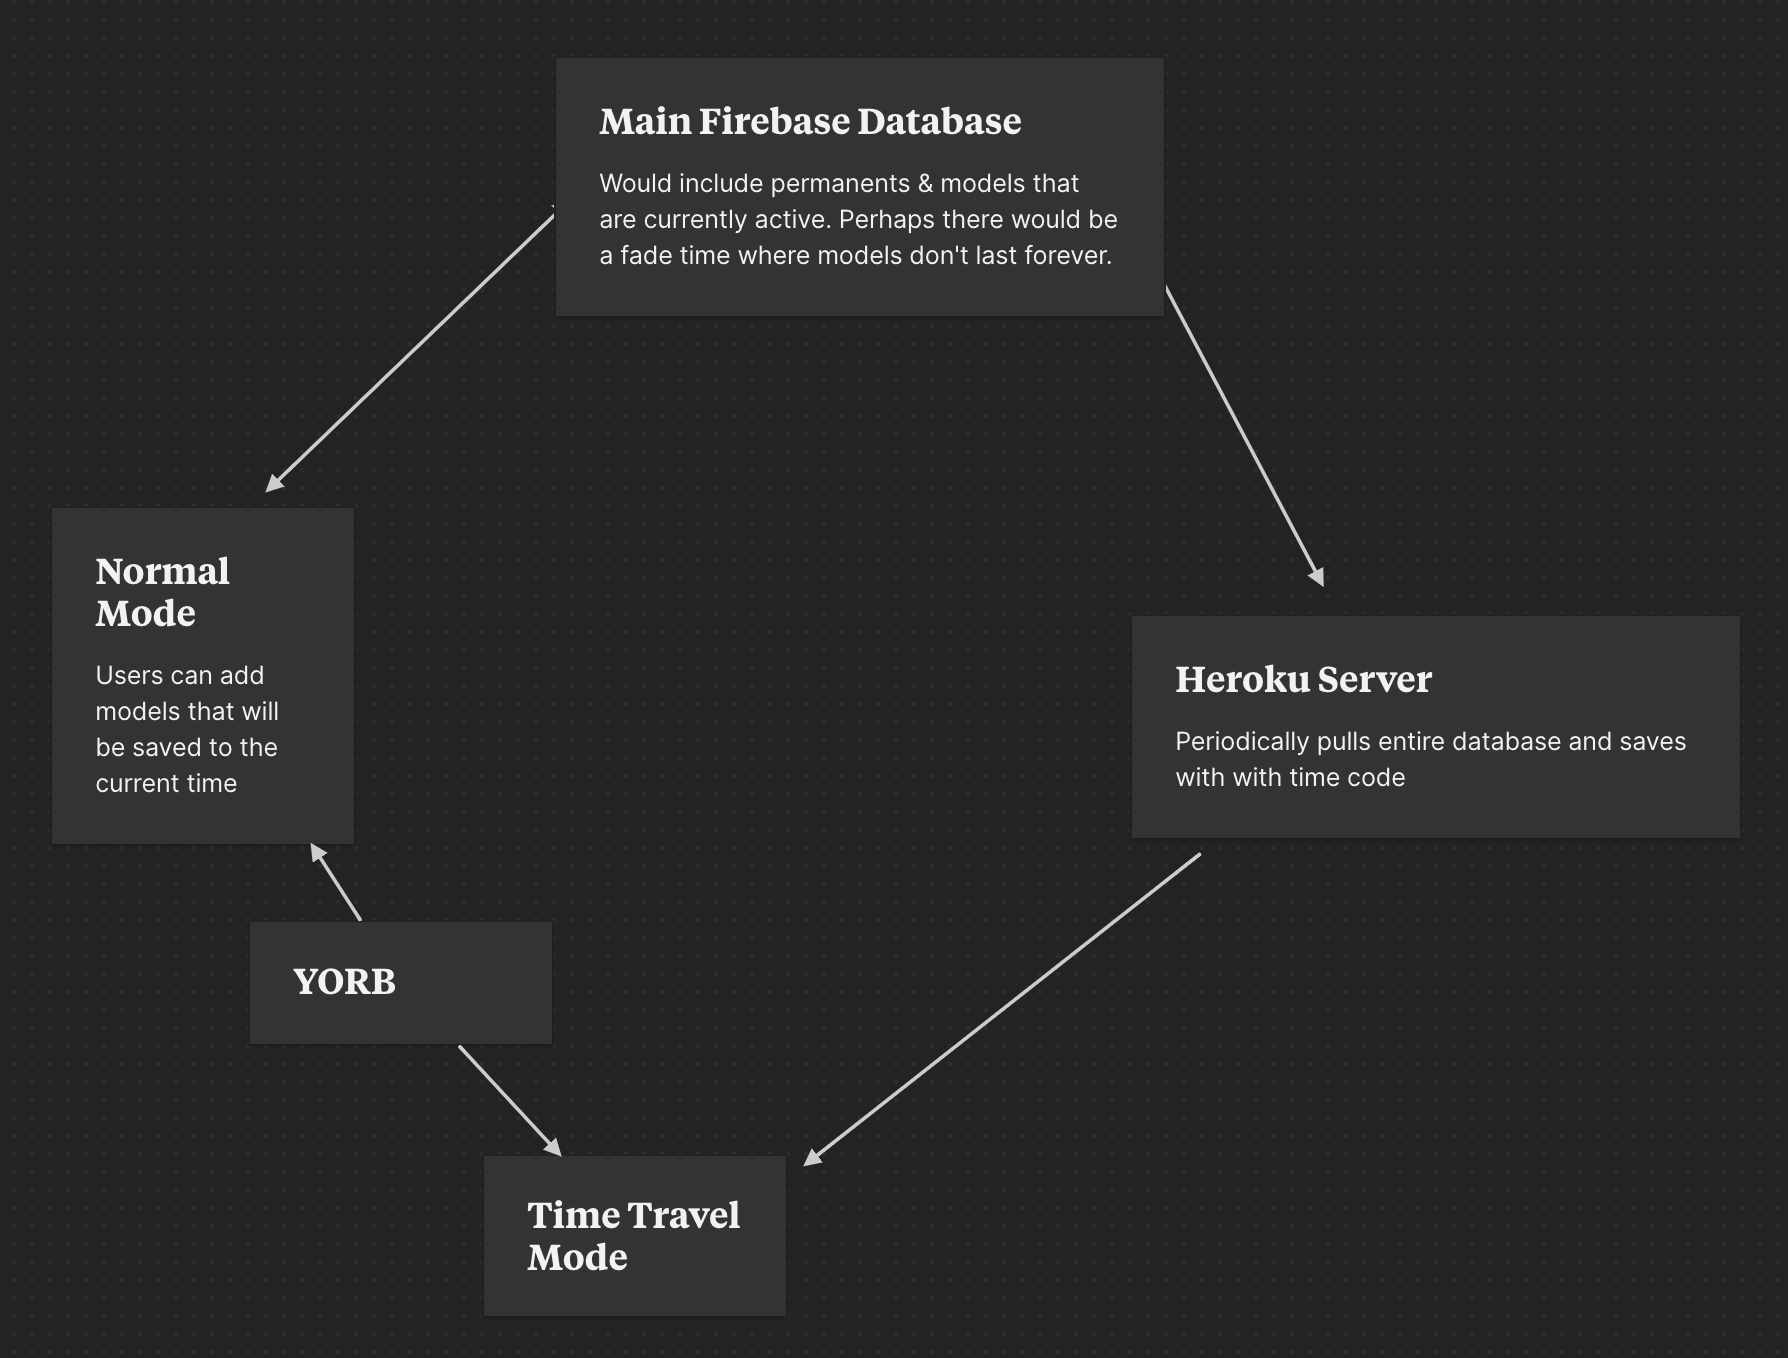 Main Firebase Database
Would include permanents & models that
are currently active. Perhaps there would be
a fade time where models don't last forever.
Normal
Mode
Users can add
models that will
be saved to the
current time
Heroku Server
Periodically pulls entire database and saves
with with time code
YORB
Time Travel
Mode